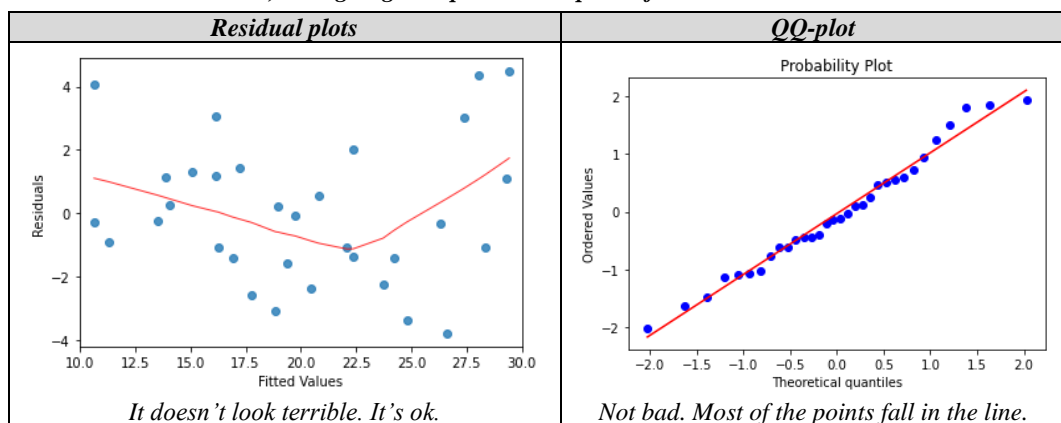 Residual plots
QQ-plot
Probability Plot
4
2
0
−2
−4
Residuals
10.0 12.5 15.0 17.5 20.0 22.5 25.0 27.5 30.0
Fitted Values
2
1
0
−1
−2
Ordered Values
−2.0 −1.5 −1.0 −0.5 0.0 0.5 1.0 1.5 2.0
Theoretical quantiles
It doesn’t look terrible. It’s ok.
Not bad. Most of the points fall in the line.